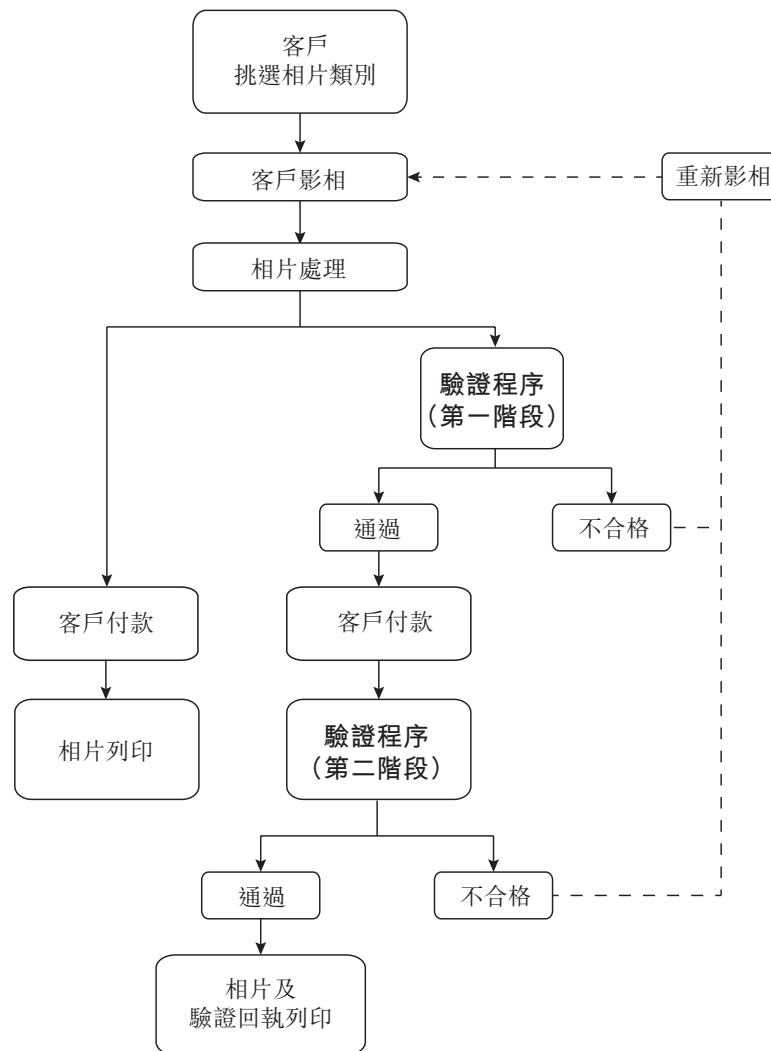 客戶
挑選相片類別
客戶影相
重新影相
相片處理
驗證程序
（第一階段）
通過
不合格
客戶付款
客戶付款
相片列印
驗證程序
（第二階段）
通過
不合格
相片及
驗證回執列印